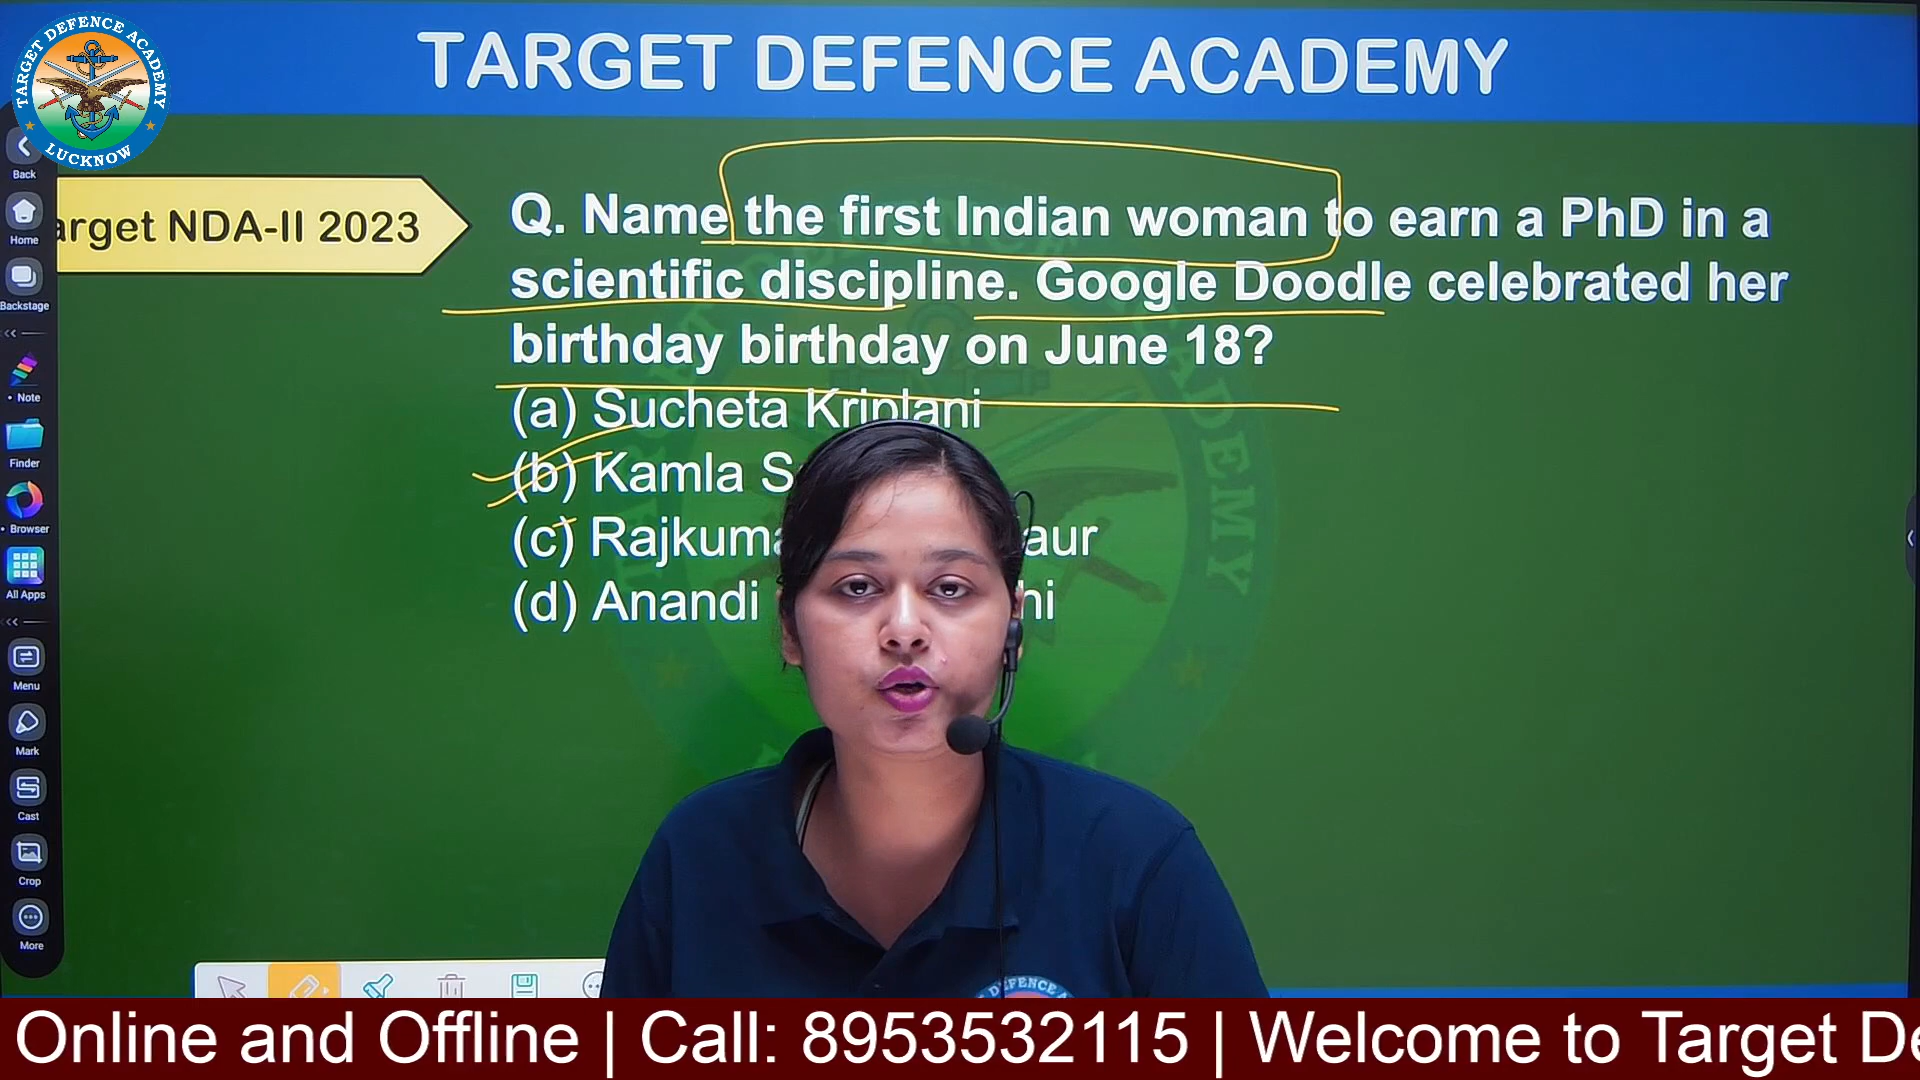 TARGET DEFENCE ACADEMY
TARGET DEFENCE ACADEMY
LUCKNOW
Back
Home
Backstage
Note
Finder
Browser
All Apps
Menu
Mark
Cast
Crop
More
arget NDA-II 2023
Q. Name the first Indian woman to earn a PhD in a
scientific discipline. Google Doodle celebrated her
birthday birthday on June 18?
(a) Sucheta Kriplani
(b) Kamla S
(c) Rajkuma aur
(d) Anandi hi
DEFENCE A
Online and Offline | Call: 8953532115 | Welcome to Target De